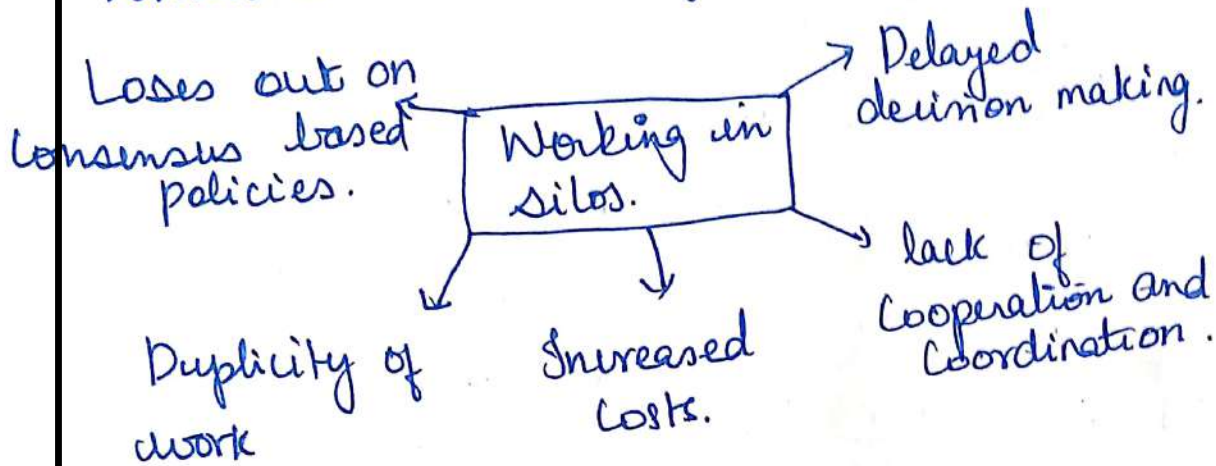 Loses out on
Consensus based
policies.
Working in
silos.
Delayed
decision making.
lack of
Cooperation and
Coordination.
Duplicity of
work
Increased
Costs.